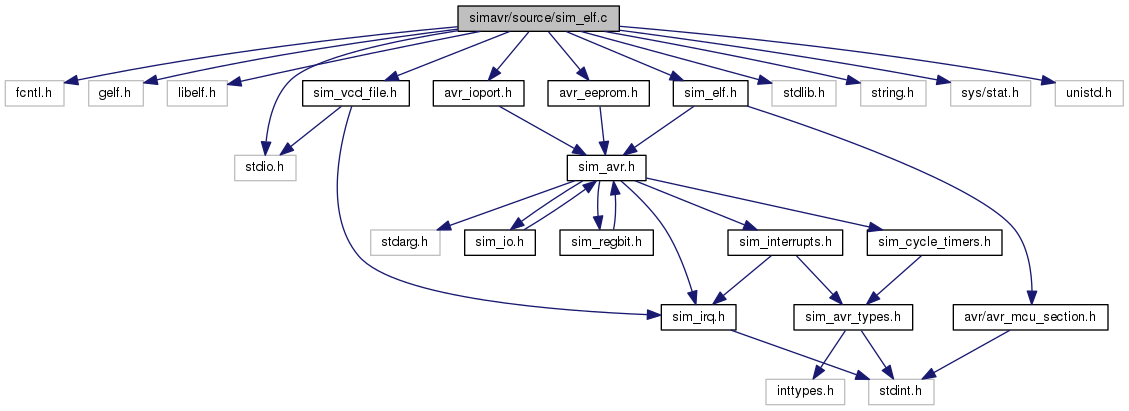 simavr/source/sim_elf.c
fcntl.h
gelf.h
libelf.h
sim_vcd_file.h
avr_ioport.h
avr_eeprom.h
sim_elf.h
stdlib.h
string.h
sys/stat.h
unistd.h
stdio.h
sim_avr.h
stdarg.h
sim_io.h
sim_regbit.h
sim_interrupts.h
sim_cycle_timers.h
sim_irq.h
sim_avr_types.h
avr/avr_mcu_section.h
inttypes.h
stdint.h